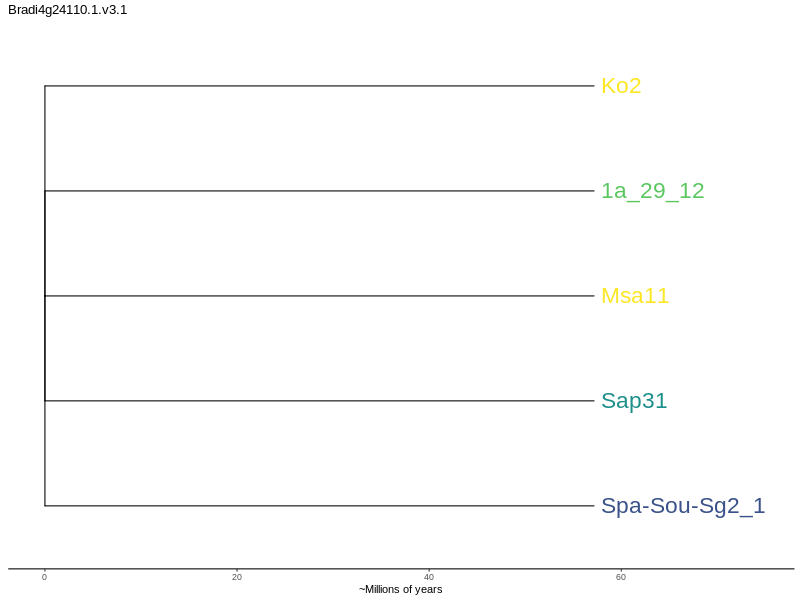 Bradi4g24110.1.v3.1
Ko2
1a_29_12
Msa11
Sap31
Spa-Sou-Sg2_1
0 20 40 60
~Millions of years